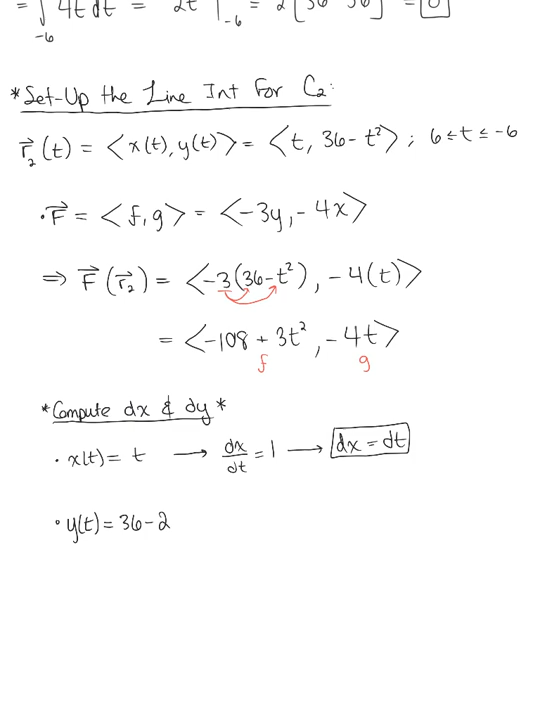 = ∫_{-6} 4t dt = 2t |_{-6} = 2[36 - 36] = 0
*Set-Up the Line Int For C₂:
r⃗₂(t) = <x(t), y(t)> = <t, 36 - t²> ; 6 ≤ t ≤ -6
• F⃗ = <f, g> = <-3y, -4x>
⇒ F⃗(r⃗₂) = <-3(36 - t²), -4(t)>
= <-108 + 3t², -4t>
f g
*Compute dx & dy*
• x(t) = t → dx/dt = 1 → dx = dt
• y(t) = 36 - 2